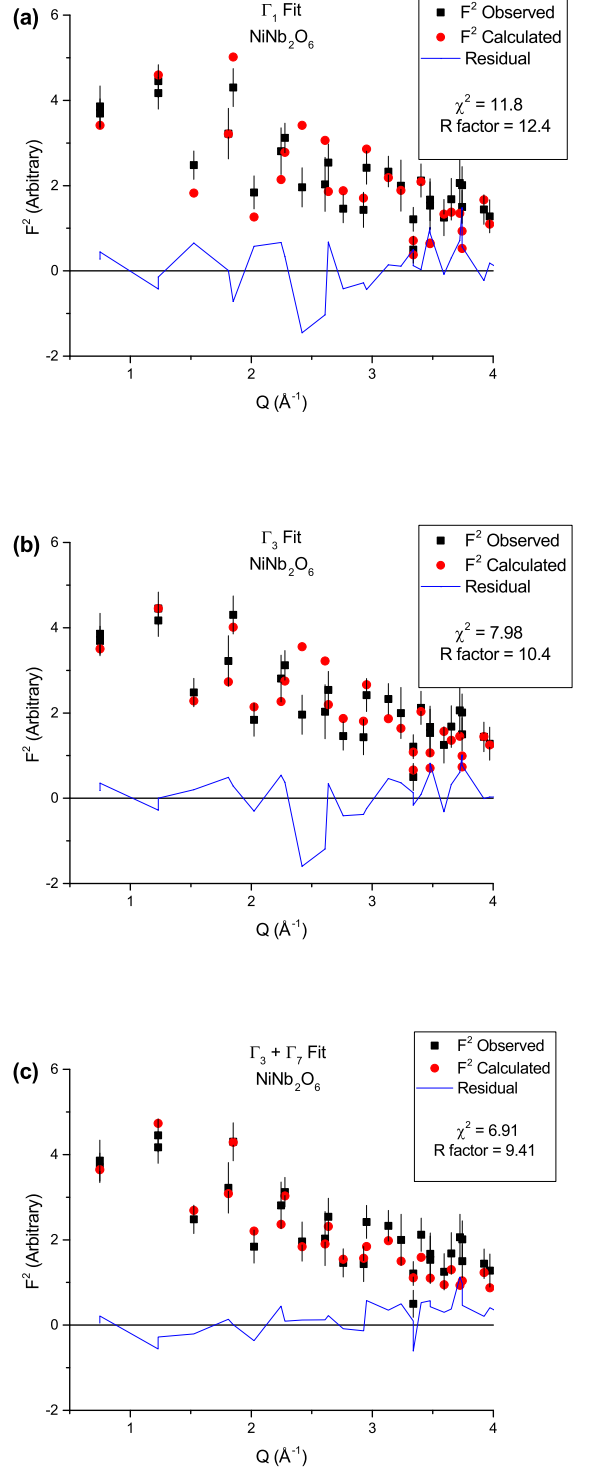 (a)
Γ1 Fit
NiNb2O6
F2 Observed
F2 Calculated
Residual
χ2 = 11.8
R factor = 12.4
F2 (Arbitrary)
6
4
2
0
-2
1 2 3 4
Q (Å-1)
(b)
Γ3 Fit
NiNb2O6
F2 Observed
F2 Calculated
Residual
χ2 = 7.98
R factor = 10.4
F2 (Arbitrary)
6
4
2
0
-2
1 2 3 4
Q (Å-1)
(c)
Γ3 + Γ7 Fit
NiNb2O6
F2 Observed
F2 Calculated
Residual
χ2 = 6.91
R factor = 9.41
F2 (Arbitrary)
6
4
2
0
-2
1 2 3 4
Q (Å-1)